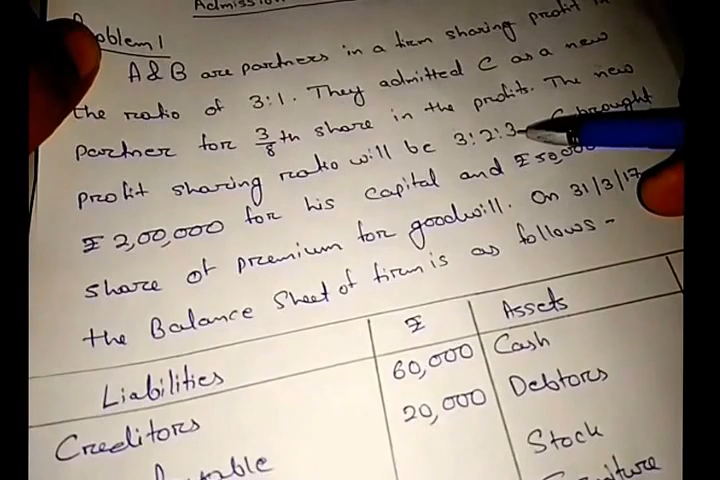 Admission
Problem 1
A & B are partners in a firm sharing profit in
the ratio of 3:1. They admitted C as a new
partner for 3/8 th share in the profits. The new
profit sharing ratio will be 3:2:3. C brought
₹ 2,00,000 for his capital and ₹ 50,000
share of premium for goodwill. On 31/3/17
the Balance Sheet of firm is as follows -
Liabilities ₹ Assets
Creditors 60,000 Cash
20,000 Debtors
Stock